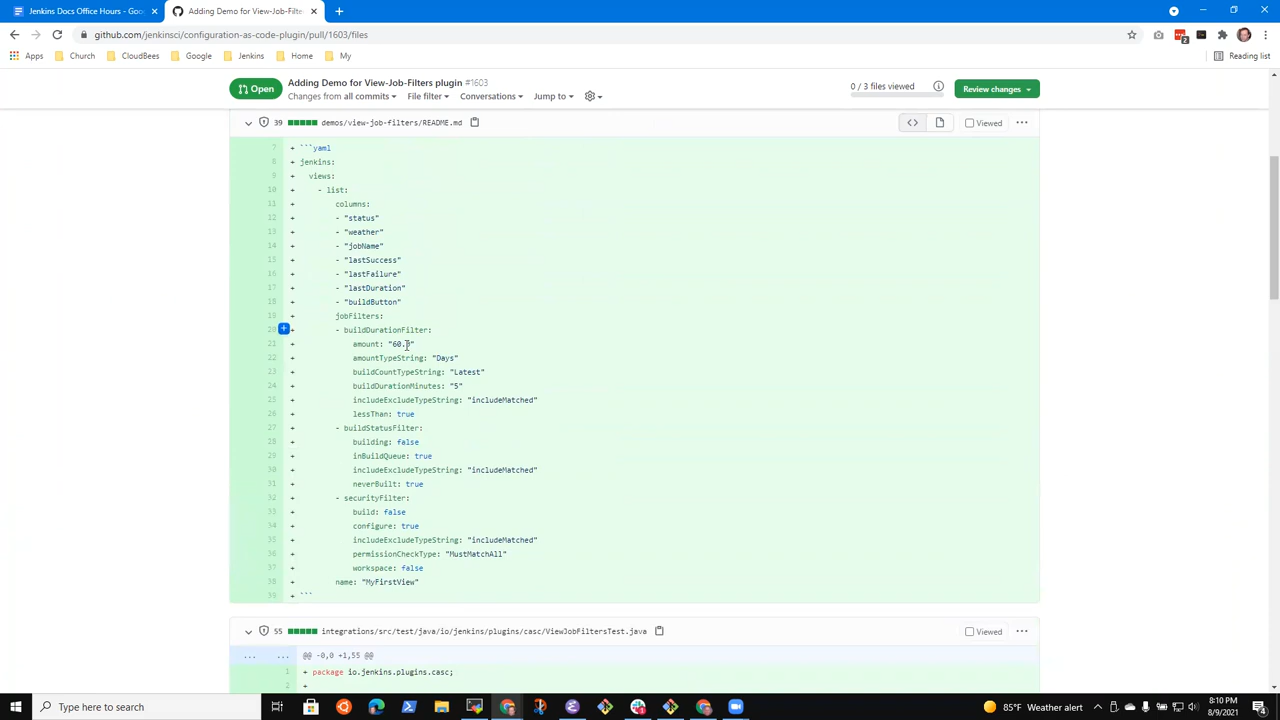 Jenkins Docs Office Hours - Goo
Adding Demo for View-Job-Filter
github.com/jenkinsci/configuration-as-code-plugin/pull/1603/files
Apps
Church
CloudBees
Google
Jenkins
Home
My
Reading list
Open
Adding Demo for View-Job-Filters plugin #1603
Changes from all commits
File filter
Conversations
Jump to
0 / 3 files viewed
Review changes
39 demos/view-job-filters/README.md
Viewed
7 + ```yaml
8 + jenkins:
9 + views:
10 + - list:
11 + columns:
12 + - "status"
13 + - "weather"
14 + - "jobName"
15 + - "lastSuccess"
16 + - "lastFailure"
17 + - "lastDuration"
18 + - "buildButton"
19 + jobFilters:
20 + - buildDurationFilter:
21 + amount: "60.0"
22 + amountTypeString: "Days"
23 + buildCountTypeString: "Latest"
24 + buildDurationMinutes: "5"
25 + includeExcludeTypeString: "includeMatched"
26 + lessThan: true
27 + - buildStatusFilter:
28 + building: false
29 + inBuildQueue: true
30 + includeExcludeTypeString: "includeMatched"
31 + neverBuilt: true
32 + - securityFilter:
33 + build: false
34 + configure: true
35 + includeExcludeTypeString: "includeMatched"
36 + permissionCheckType: "MustMatchAll"
37 + workspace: false
38 + name: "MyFirstView"
39 + ```
55 integrations/src/test/java/io/jenkins/plugins/casc/ViewJobFiltersTest.java
Viewed
... ... @@ -0,0 +1,55 @@
1 + package io.jenkins.plugins.casc;
2 +
Type here to search
85°F Weather alert
8:10 PM
8/9/2021